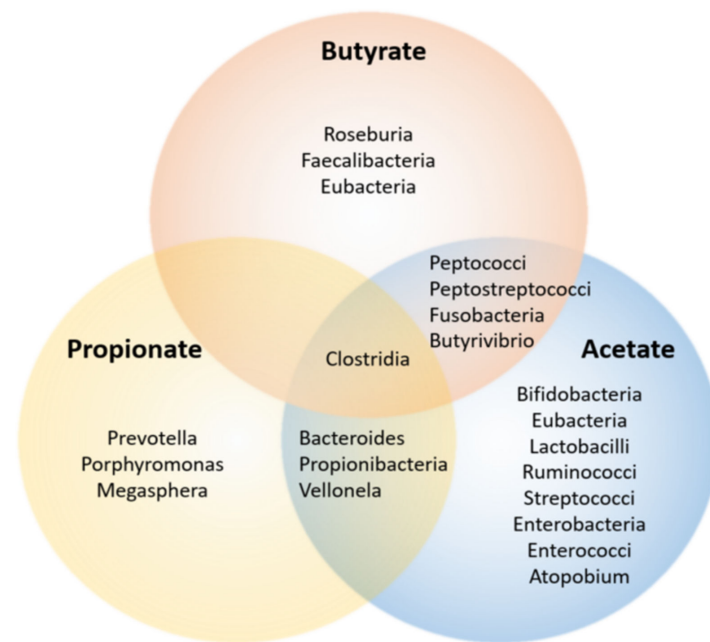 Butyrate
Roseburia
Faecalibacteria
Eubacteria
Peptococci
Peptostreptococci
Fusobacteria
Butyrivibrio
Propionate
Clostridia
Acetate
Prevotella
Porphyromonas
Megasphera
Bacteroides
Propionibacteria
Vellonela
Bifidobacteria
Eubacteria
Lactobacilli
Ruminococci
Streptococci
Enterobacteria
Enterococci
Atopobium